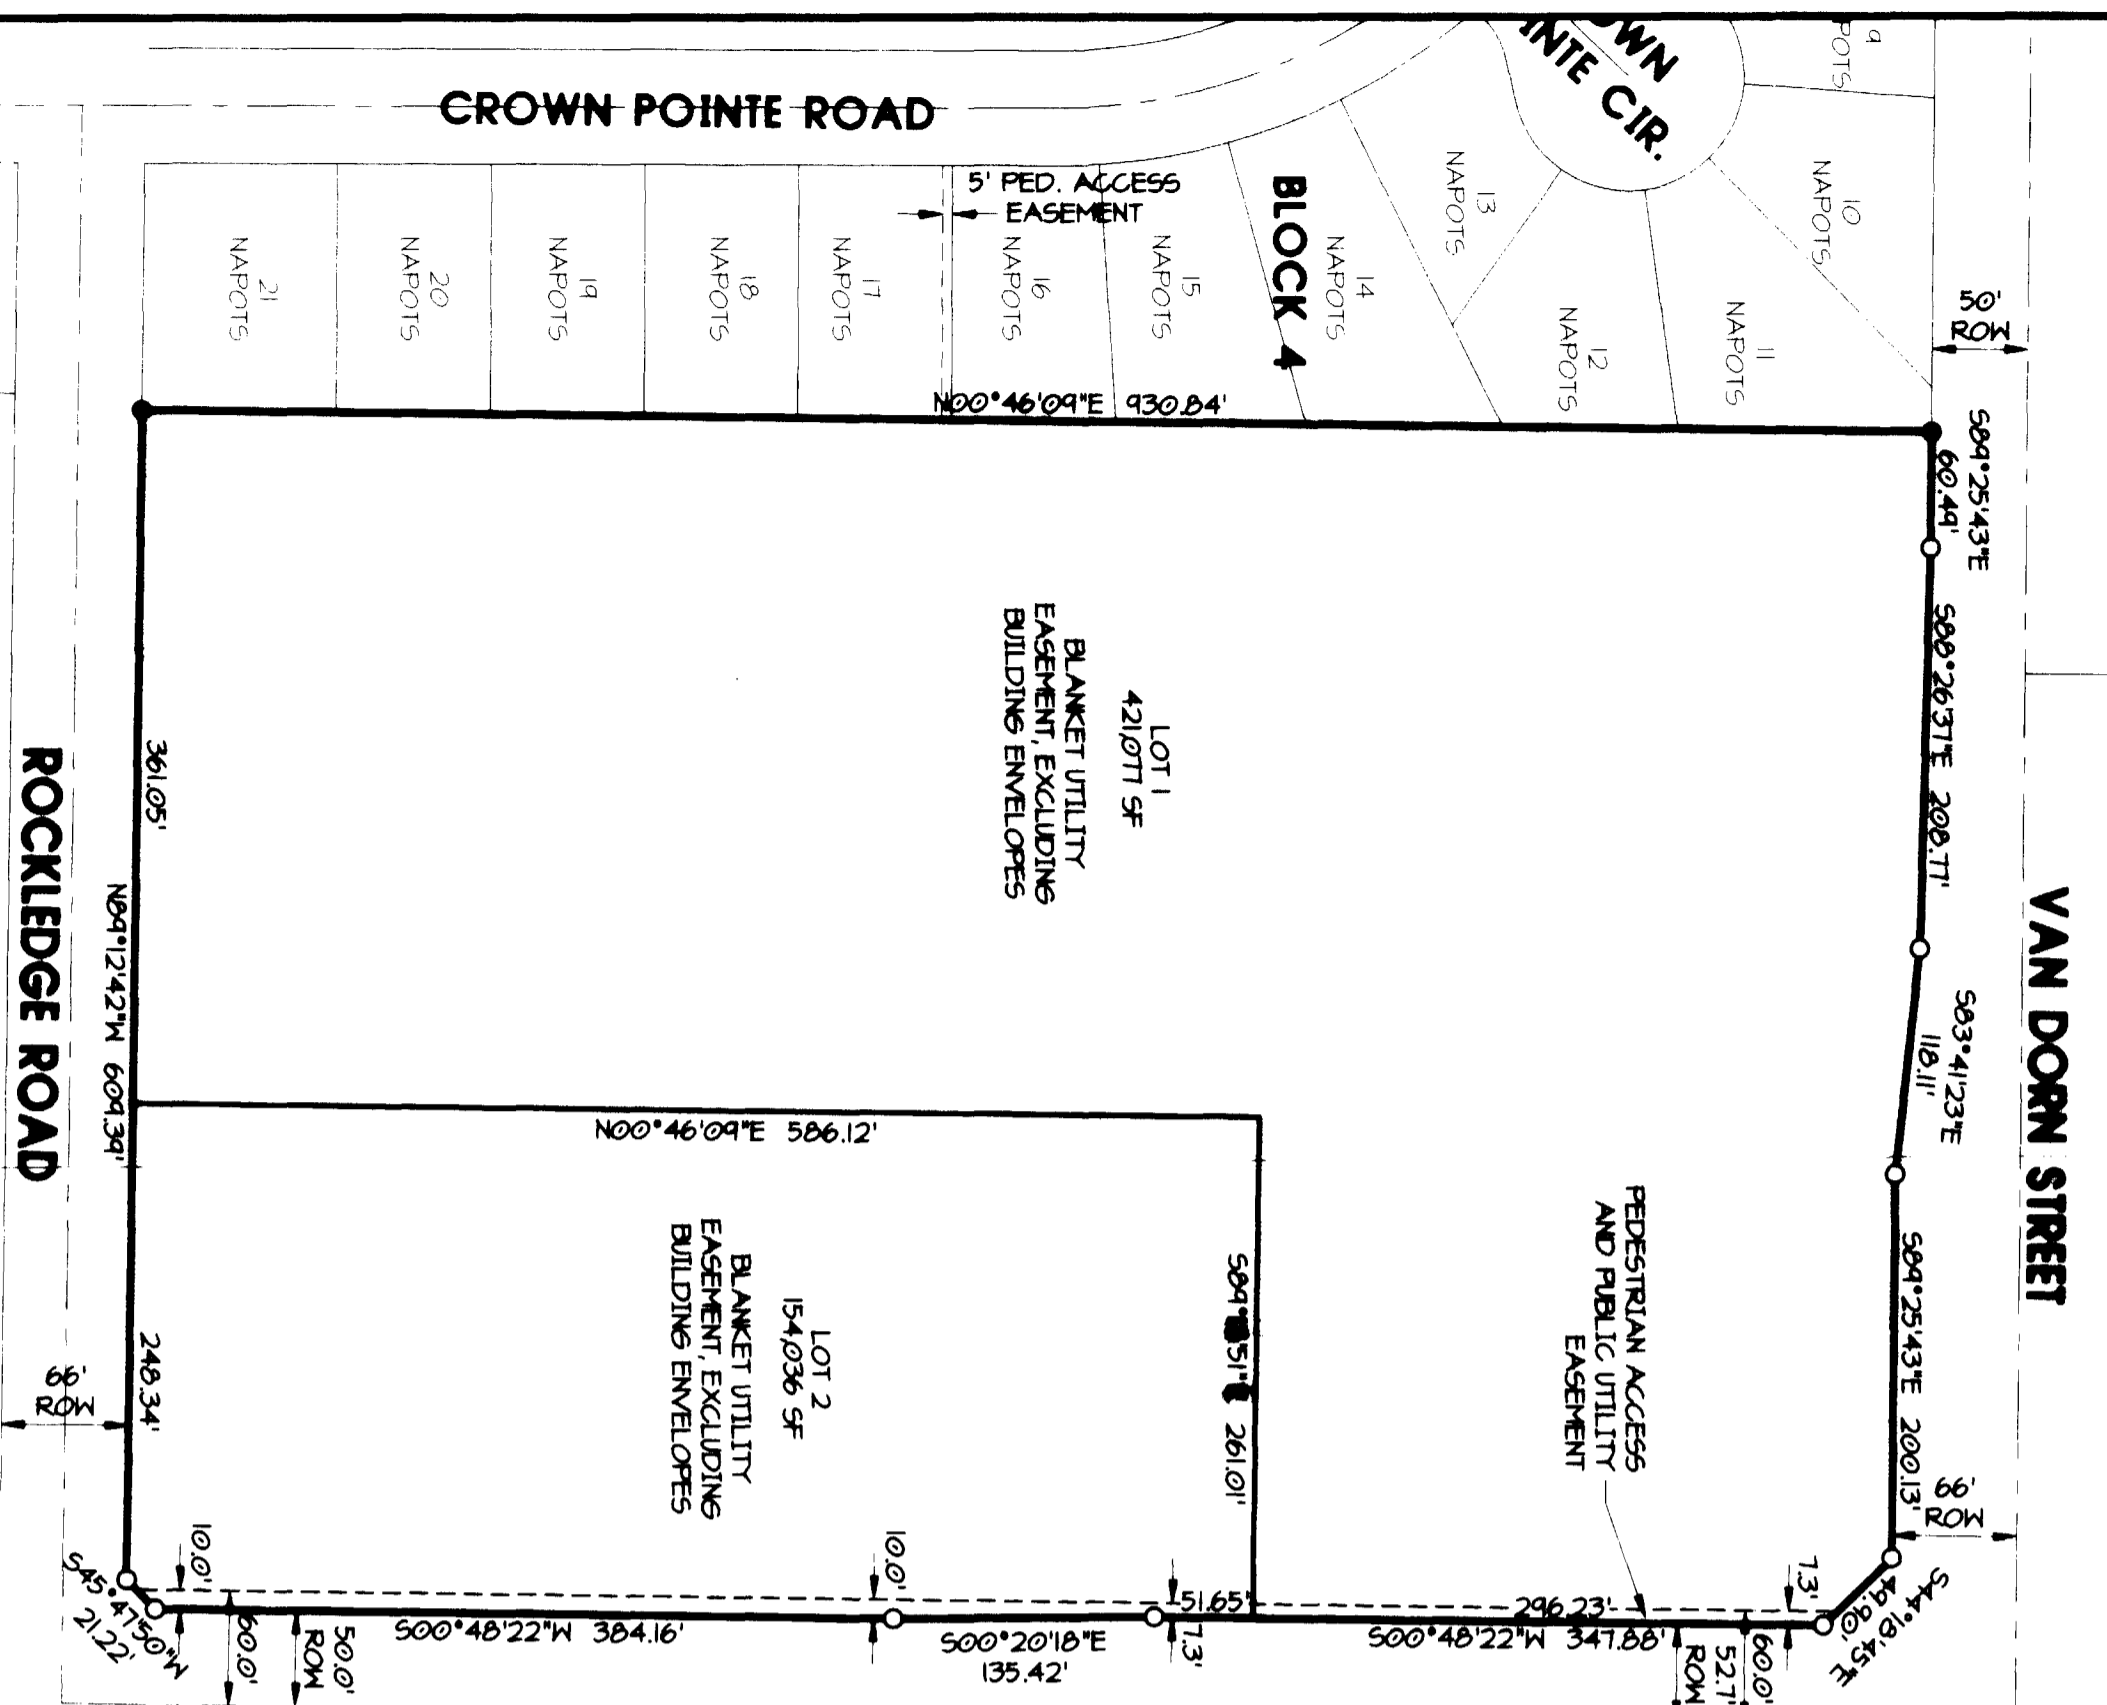 CROWN POINTE ROAD
OWN
INTE CIR.
9
POTS
10
NAPOTS
11
NAPOTS
12
NAPOTS
13
NAPOTS
14
NAPOTS
BLOCK 4
15
NAPOTS
16
NAPOTS
5' PED. ACCESS
EASEMENT
17
NAPOTS
18
NAPOTS
19
NAPOTS
20
NAPOTS
21
NAPOTS
50'
ROW
N00°46'09"E 930.84'
S89°25'43"E
60.49'
S88°26'37"E 208.77'
S83°41'23"E
118.11'
S89°25'43"E 200.13'
66'
ROW
S44°18'45"E
49.90'
VAN DORN STREET
LOT 1
421,077 SF
BLANKET UTILITY
EASEMENT, EXCLUDING
BUILDING ENVELOPES
PEDESTRIAN ACCESS
AND PUBLIC UTILITY
EASEMENT
N00°46'09"E 586.12'
261.01'
LOT 2
154,036 SF
BLANKET UTILITY
EASEMENT, EXCLUDING
BUILDING ENVELOPES
361.05'
N89°12'42"W 609.39'
248.34'
ROCKLEDGE ROAD
66'
ROW
S45°47'50"W
21.22'
10.0'
60.0'
50.0'
ROW
S00°48'22"W 384.16'
10.0'
S00°20'18"E
135.42'
51.65'
7.3'
296.23'
S00°48'22"W 347.88'
7.3'
60.0'
52.7'
ROW